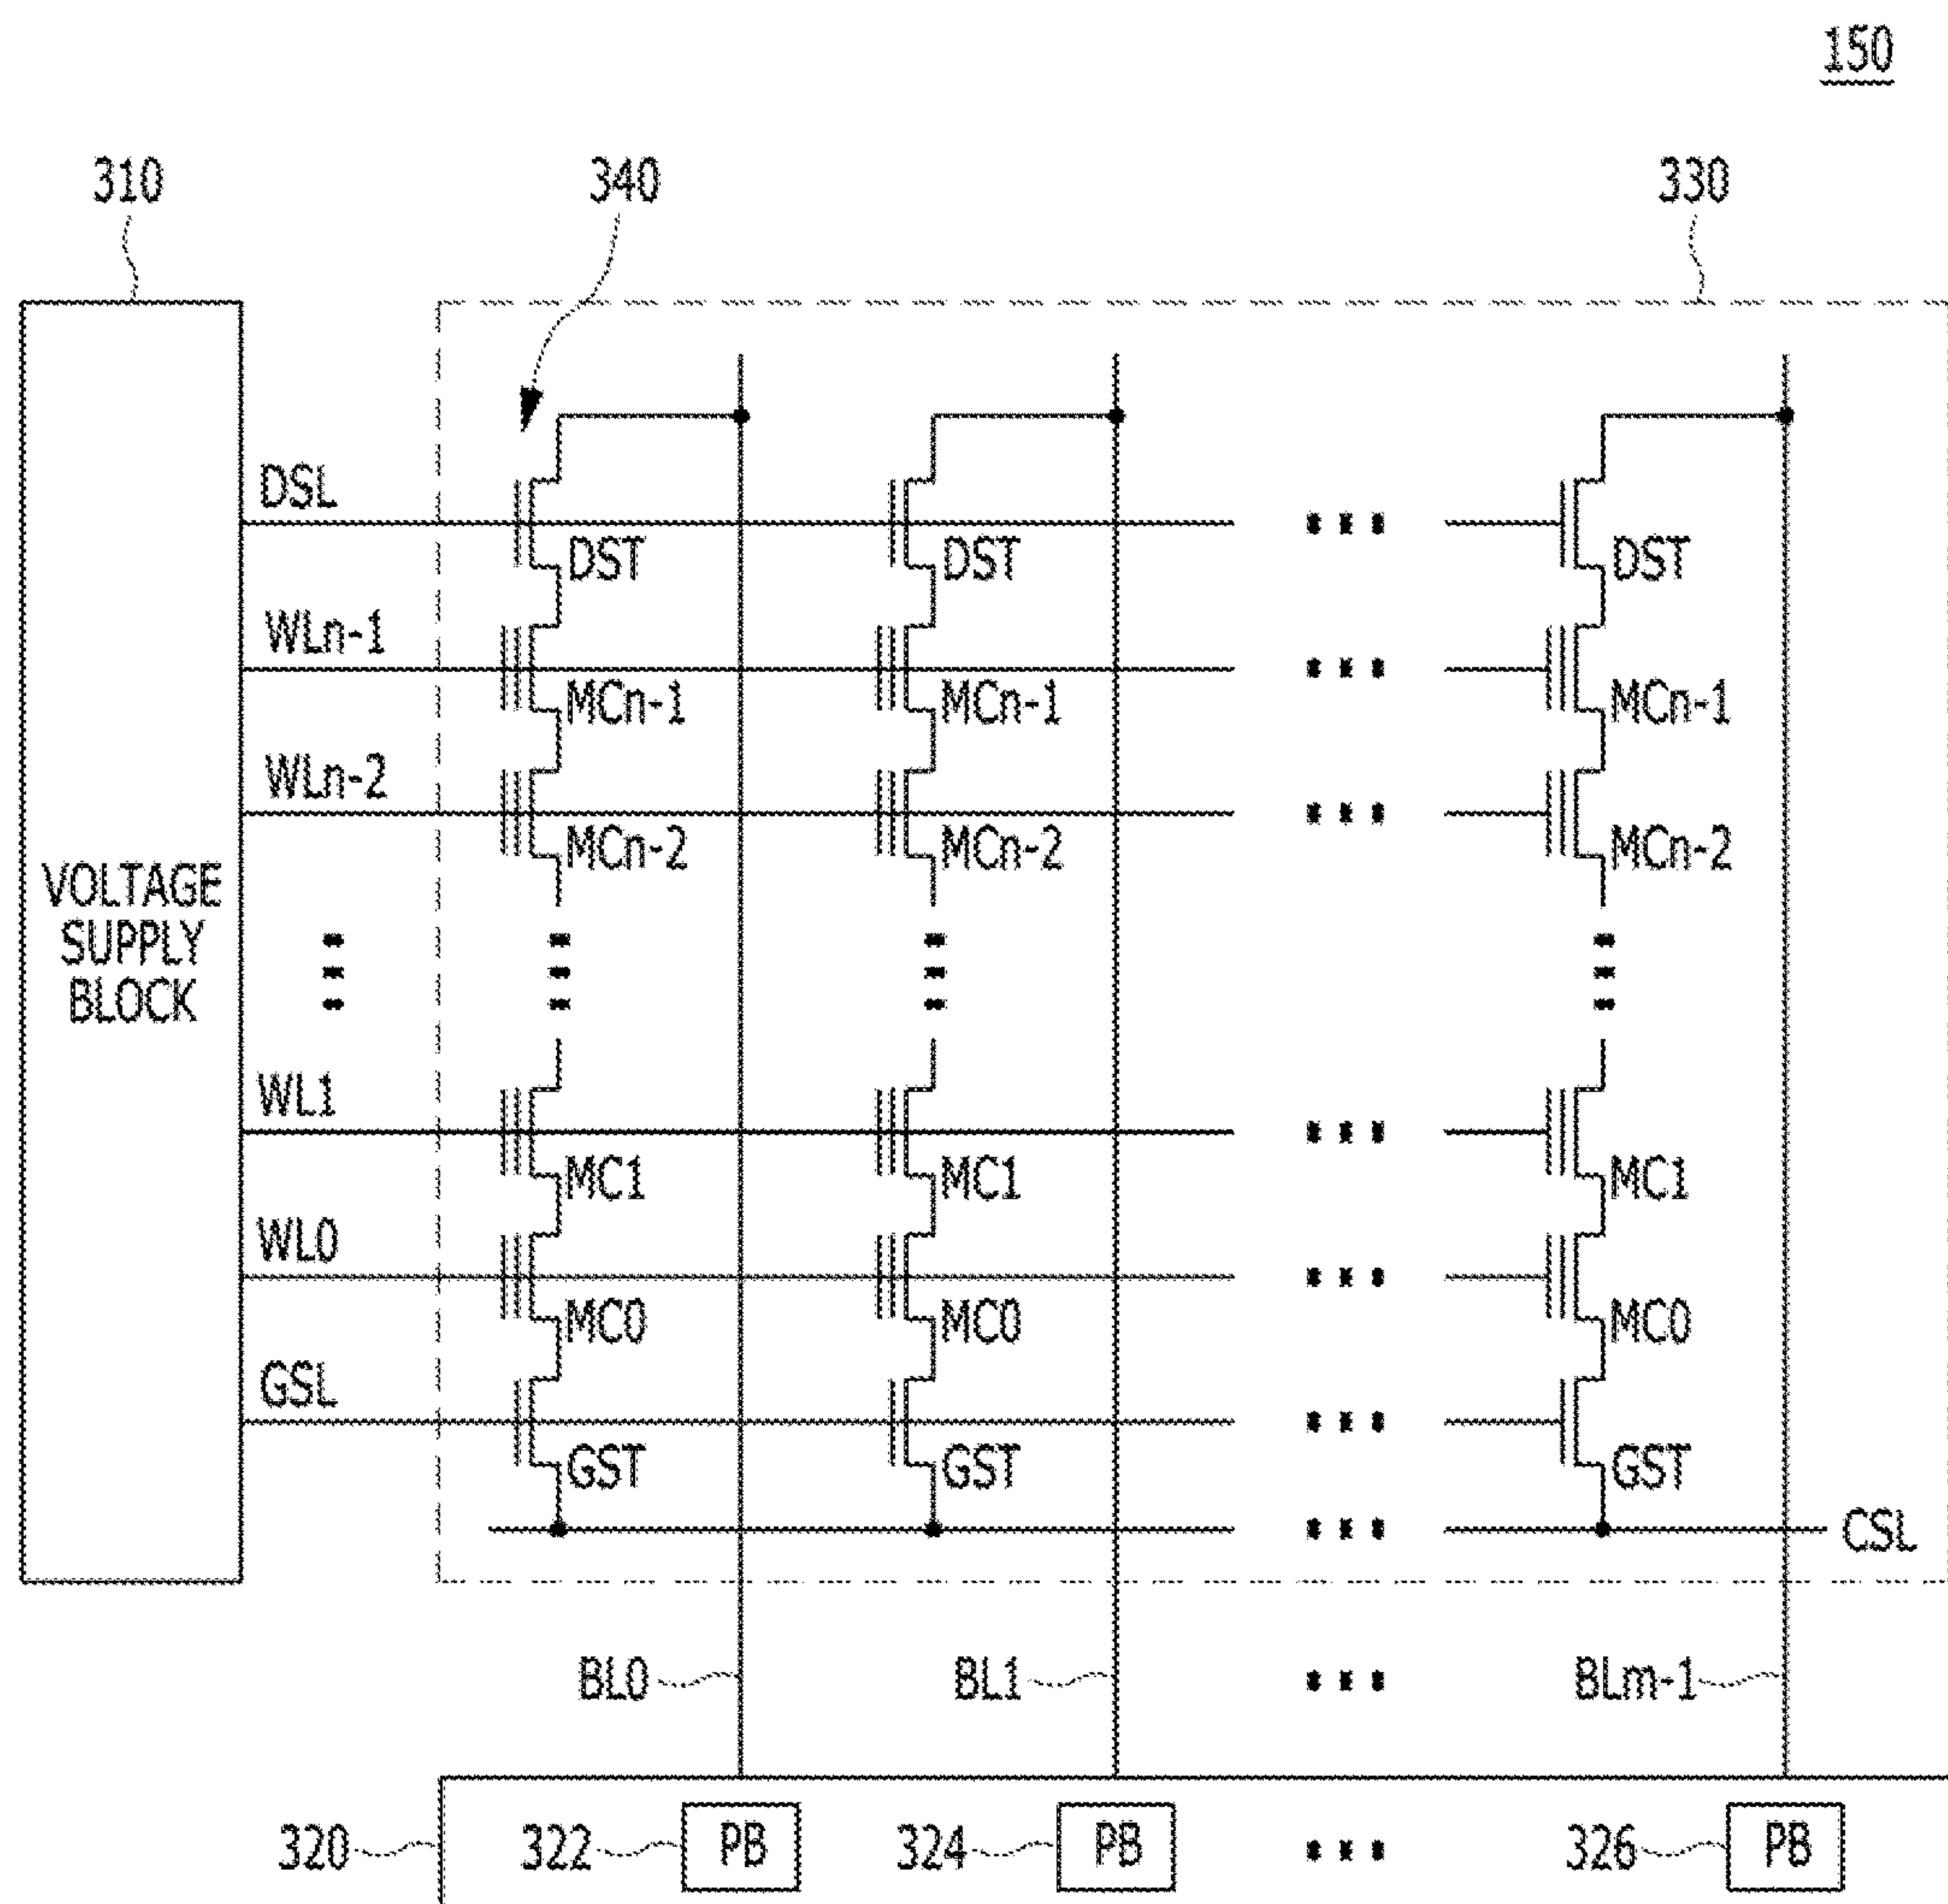 150
310
340
330
DSL
DST
DST
DST
WLn-1
MCn-1
MCn-1
MCn-1
WLn-2
MCn-2
MCn-2
MCn-2
VOLTAGE
SUPPLY
BLOCK
WL1
MC1
MC1
MC1
WL0
MC0
MC0
MC0
GSL
GST
GST
GST
CSL
BL0
BL1
BLm-1
320
322
PB
324
PB
326
PB